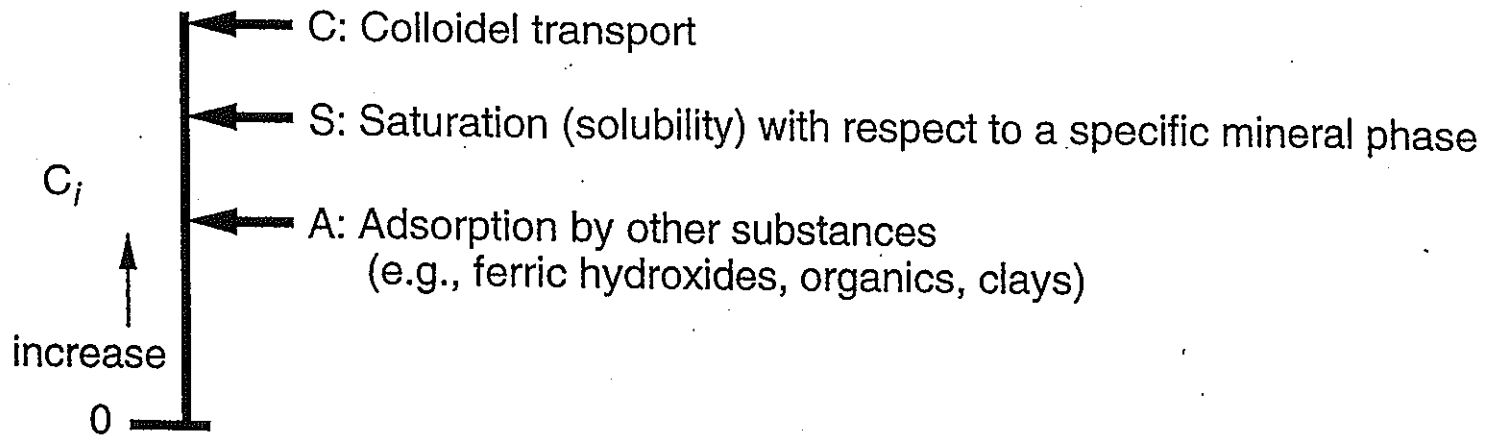 C: Colloidel transport
S: Saturation (solubility) with respect to a specific mineral phase
Ci
A: Adsorption by other substances
(e.g., ferric hydroxides, organics, clays)
increase
0